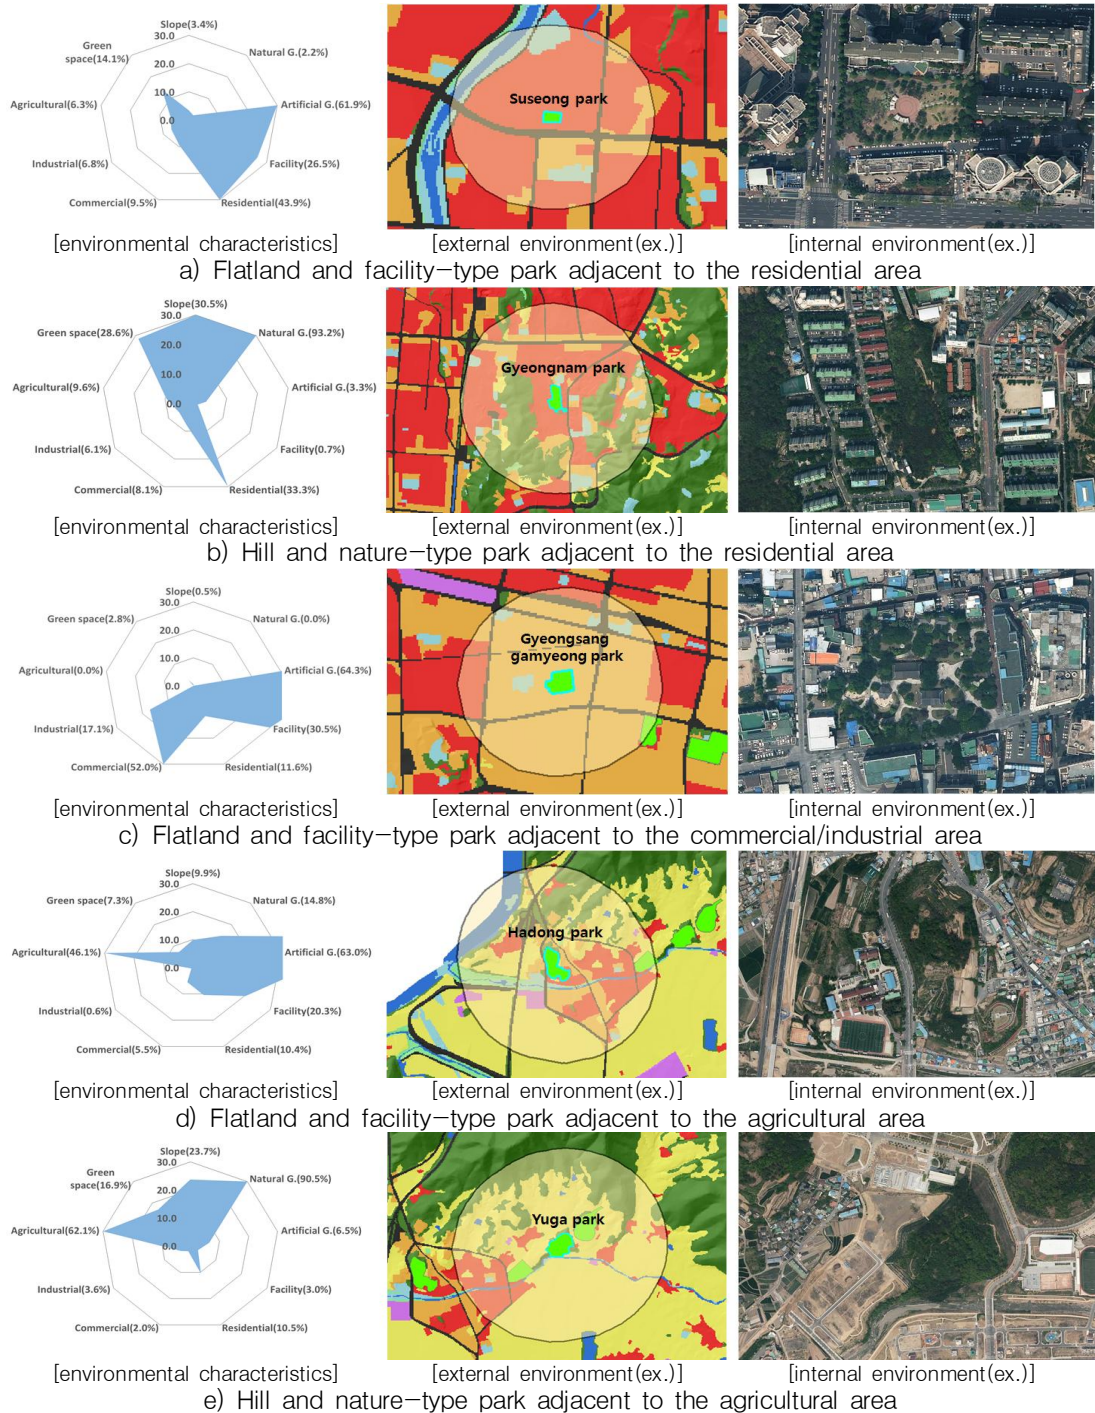 Slope(3.4%)
30.0
Green
space(14.1%)
Natural G.(2.2%)
20.0
Agricultural(6.3%)
10.0
Artificial G.(61.9%)
0.0
Industrial(6.8%)
Facility(26.5%)
Commercial(9.5%)
Residential(43.9%)
Suseong park
[environmental characteristics]
[external environment(ex.)]
[internal environment(ex.)]
a) Flatland and facility-type park adjacent to the residential area
Slope(30.5%)
30.0
Green space(28.6%)
Natural G.(93.2%)
20.0
Agricultural(9.6%)
10.0
Artificial G.(3.3%)
0.0
Industrial(6.1%)
Facility(0.7%)
Commercial(8.1%)
Residential(33.3%)
Gyeongnam park
[environmental characteristics]
[external environment(ex.)]
[internal environment(ex.)]
b) Hill and nature-type park adjacent to the residential area
Slope(0.5%)
30.0
Green space(2.8%)
Natural G.(0.0%)
20.0
Agricultural(0.0%)
10.0
Artificial G.(64.3%)
0.0
Industrial(17.1%)
Facility(30.5%)
Commercial(52.0%)
Residential(11.6%)
Gyeongsang
gamyeong park
[environmental characteristics]
[external environment(ex.)]
[internal environment(ex.)]
c) Flatland and facility-type park adjacent to the commercial/industrial area
Slope(9.9%)
30.0
Green space(7.3%)
Natural G.(14.8%)
20.0
Agricultural(46.1%)
10.0
Artificial G.(63.0%)
0.0
Industrial(0.6%)
Facility(20.3%)
Commercial(5.5%)
Residential(10.4%)
Hadong park
[environmental characteristics]
[external environment(ex.)]
[internal environment(ex.)]
d) Flatland and facility-type park adjacent to the agricultural area
Slope(23.7%)
30.0
Green
space(16.9%)
Natural G.(90.5%)
20.0
Agricultural(62.1%)
10.0
Artificial G.(6.5%)
0.0
Industrial(3.6%)
Facility(3.0%)
Commercial(2.0%)
Residential(10.5%)
Yuga park
[environmental characteristics]
[external environment(ex.)]
[internal environment(ex.)]
e) Hill and nature-type park adjacent to the agricultural area